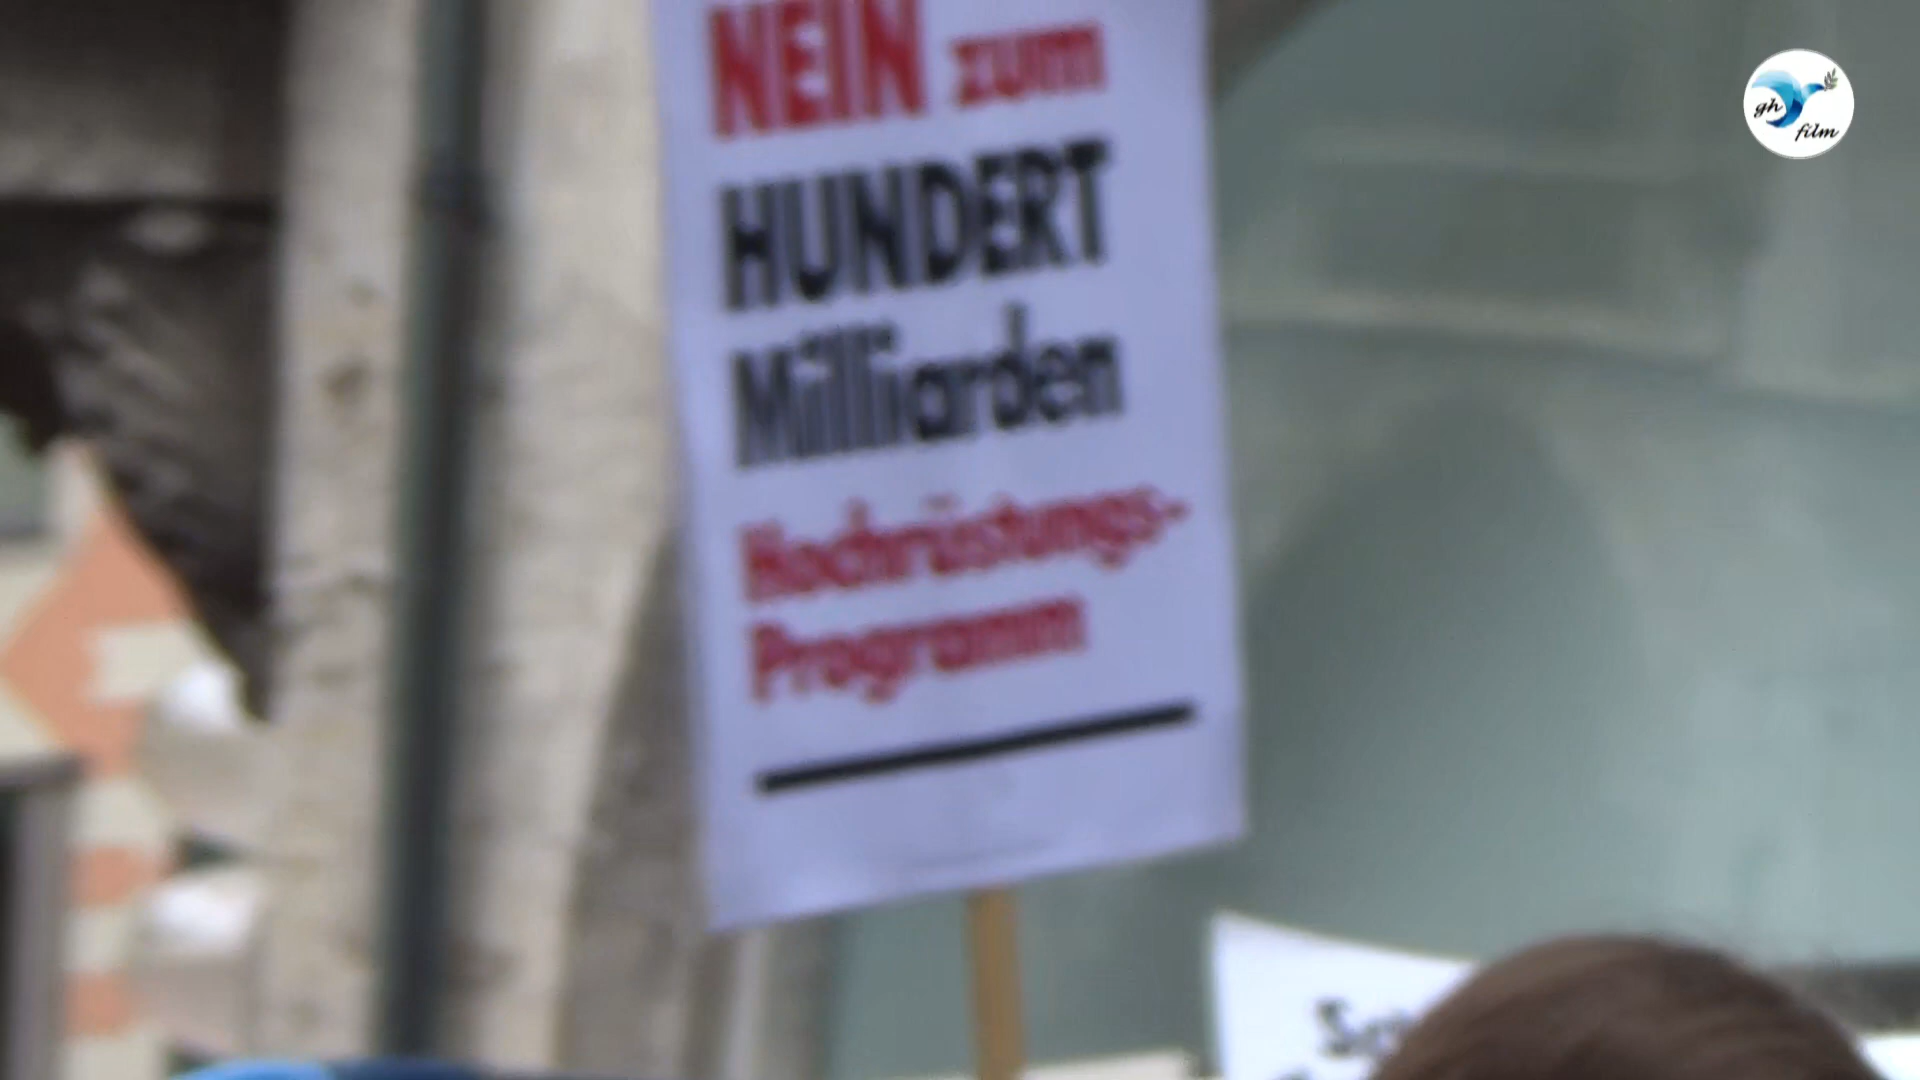 NEIN zum
HUNDERT
Milliarden
Hochrüstungs-
Programm
gh
film